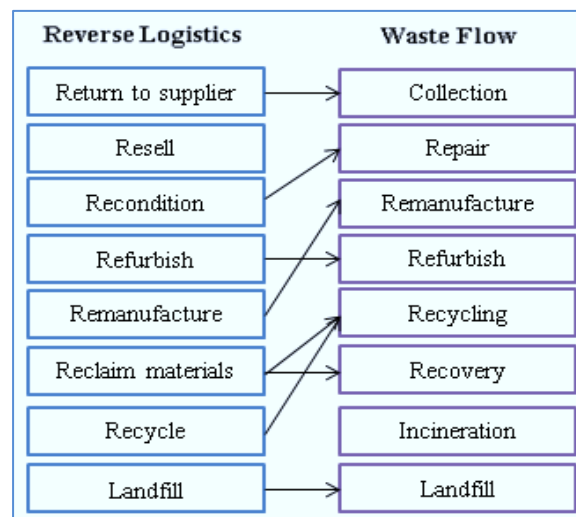 Reverse Logistics
Waste Flow
Return to supplier
Collection
Resell
Repair
Recondition
Remanufacture
Refurbish
Refurbish
Remanufacture
Recycling
Reclaim materials
Recovery
Recycle
Incineration
Landfill
Landfill